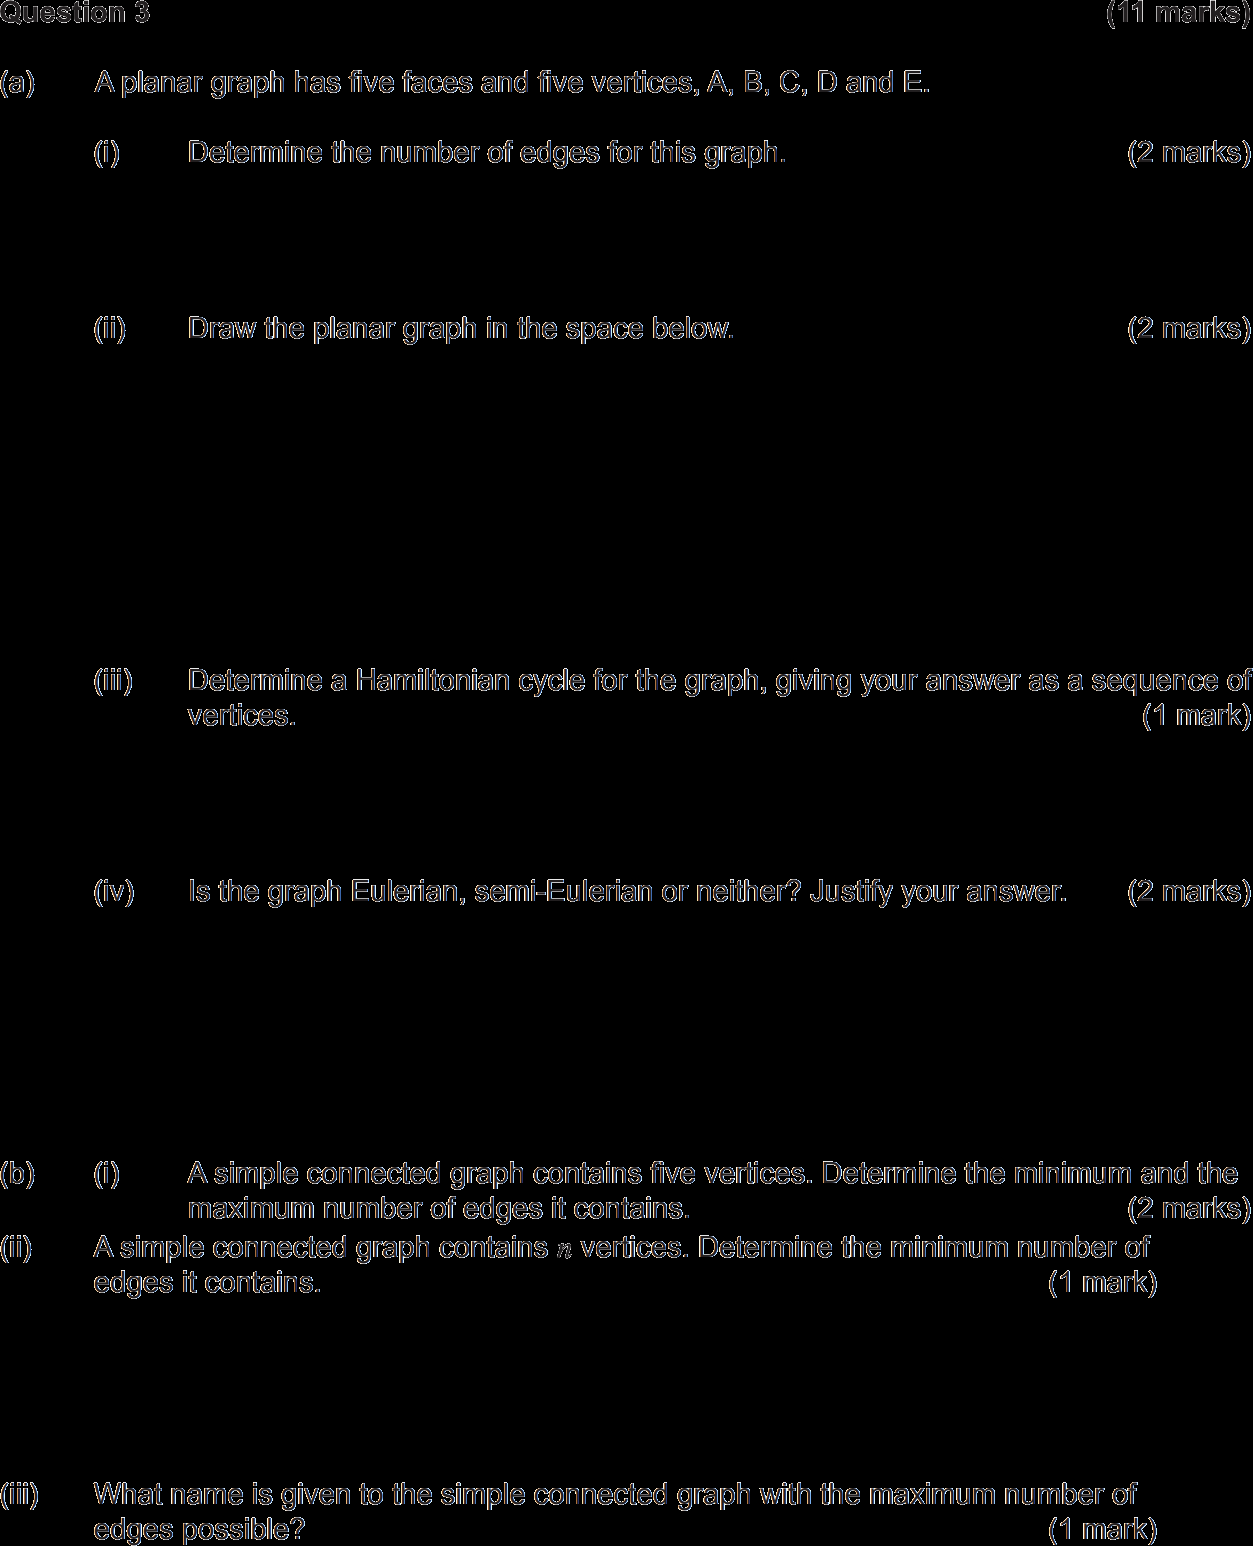 Question 3 (11 marks)
(a) A planar graph has five faces and five vertices, A, B, C, D and E.
(i) Determine the number of edges for this graph. (2 marks)
(ii) Draw the planar graph in the space below. (2 marks)
(iii) Determine a Hamiltonian cycle for the graph, giving your answer as a sequence of
vertices. (1 mark)
(iv) Is the graph Eulerian, semi-Eulerian or neither? Justify your answer. (2 marks)
(b) (i) A simple connected graph contains five vertices. Determine the minimum and the
maximum number of edges it contains. (2 marks)
(ii) A simple connected graph contains n vertices. Determine the minimum number of
edges it contains. (1 mark)
(iii) What name is given to the simple connected graph with the maximum number of
edges possible? (1 mark)